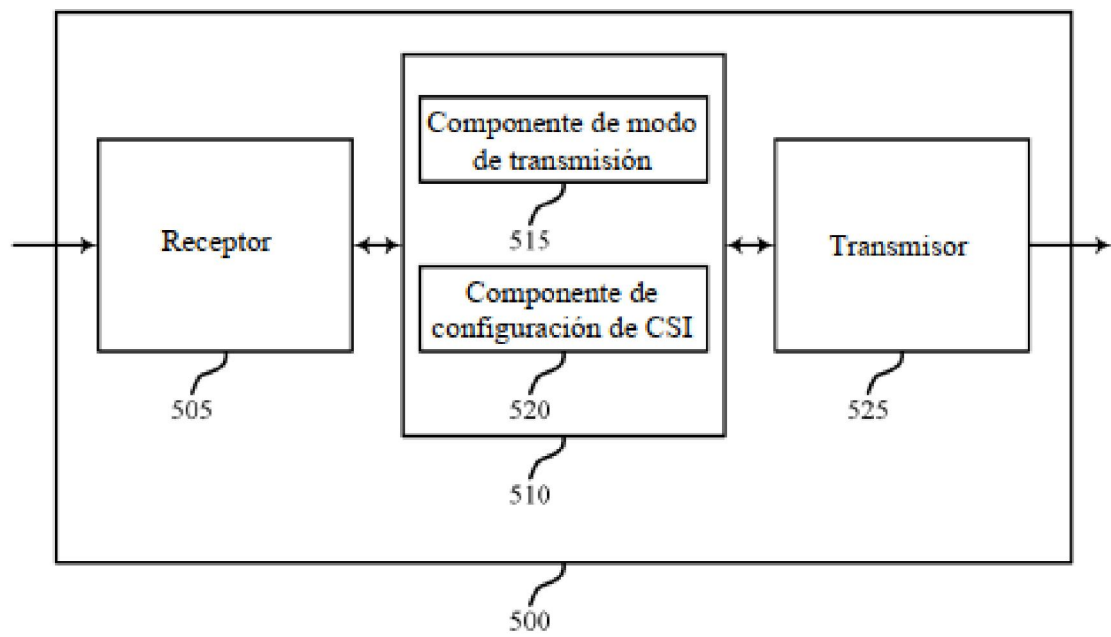 Componente de modo
de transmisión
515
Receptor
Transmisor
Componente de
configuración de CSI
505
520
525
510
500